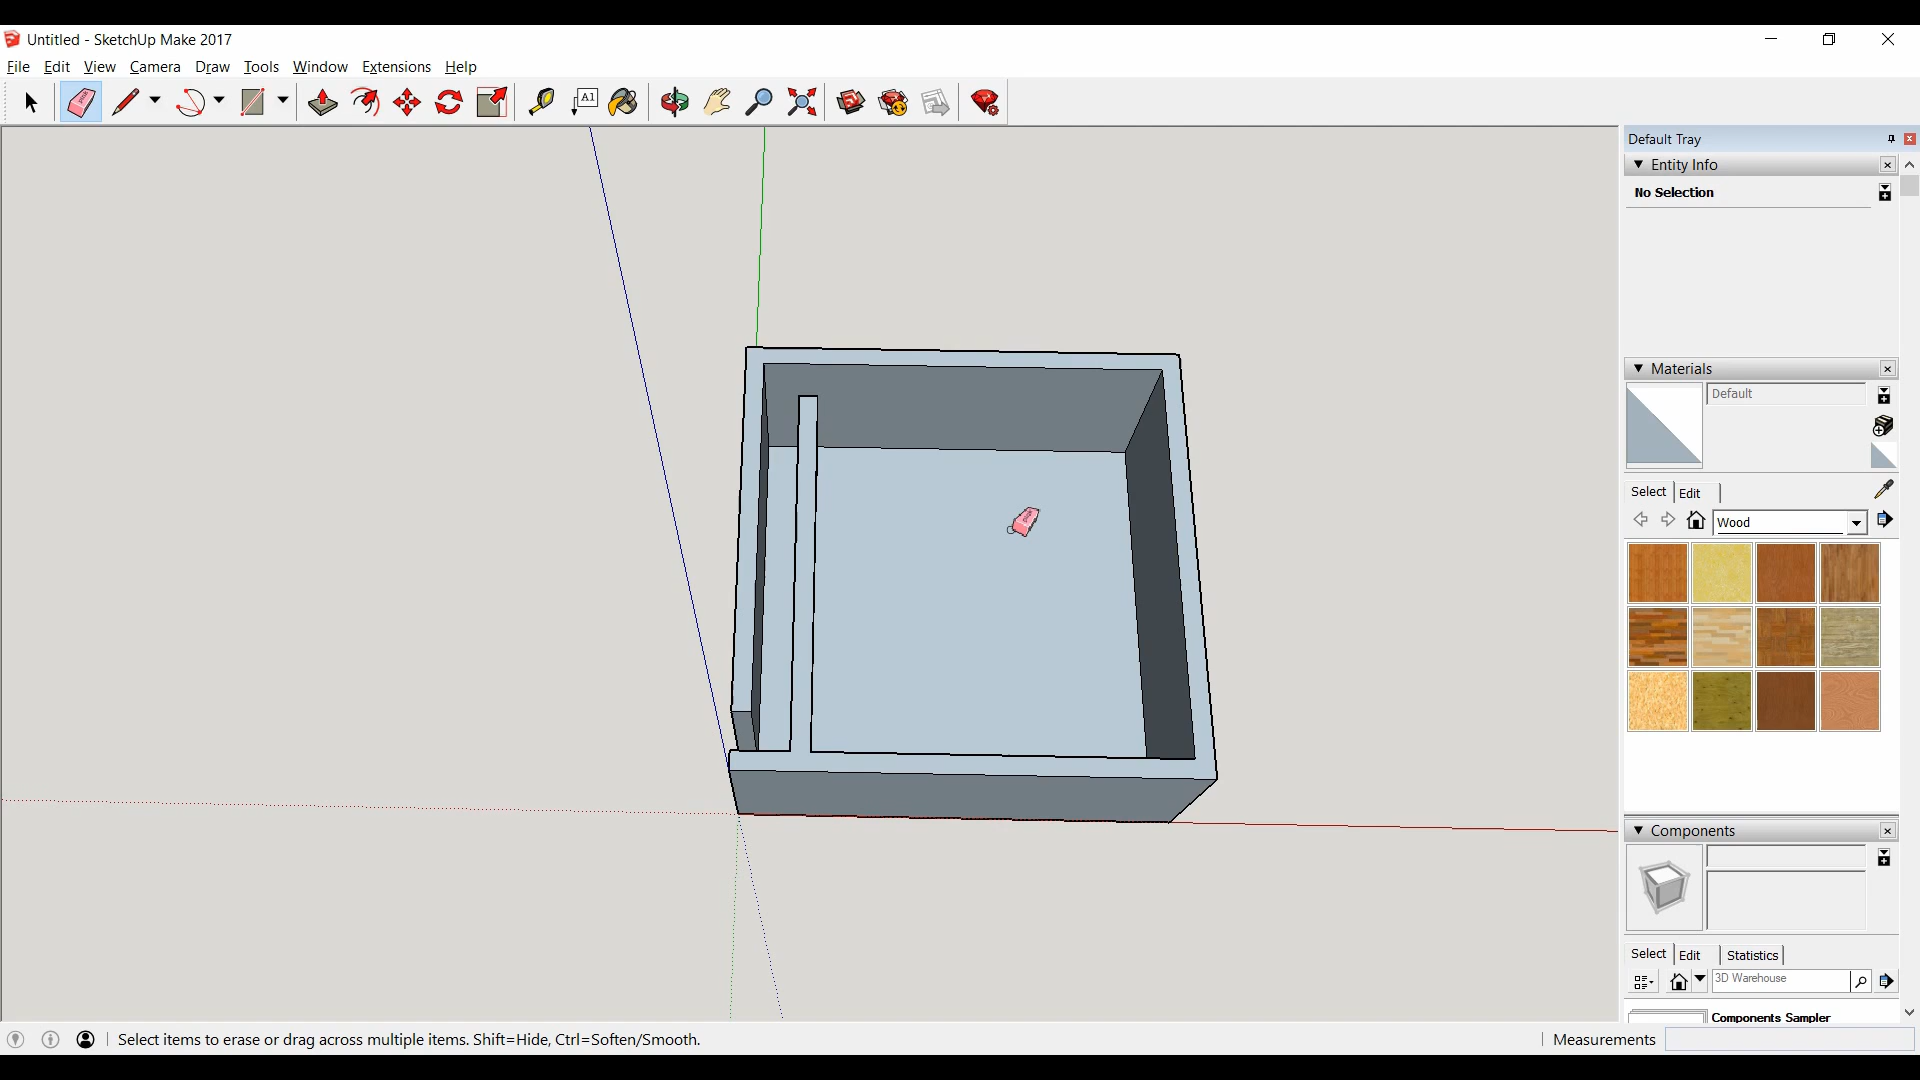 Untitled - SketchUp Make 2017
File Edit View Camera Draw Tools Window Extensions Help
A1
Default Tray
Entity Info
No Selection
Materials
Default
Select Edit
Wood
Components
Select Edit Statistics
3D Warehouse
Components Sampler
Select items to erase or drag across multiple items. Shift=Hide, Ctrl=Soften/Smooth.
Measurements